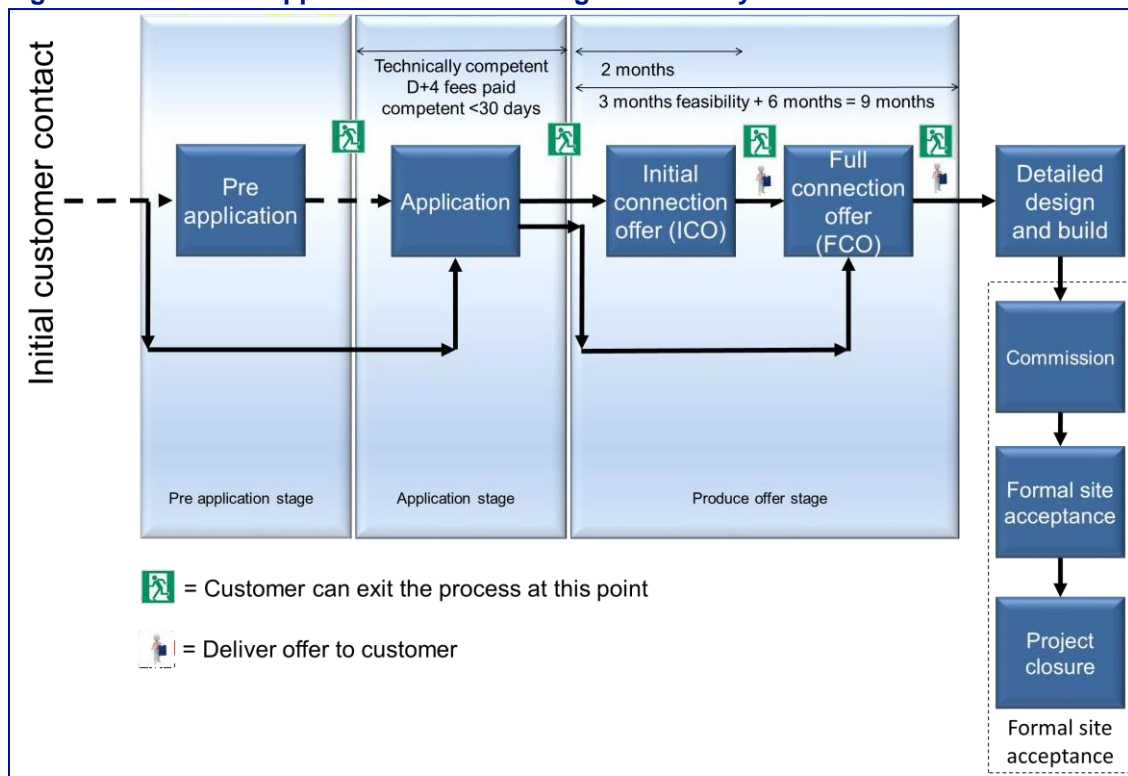 Initial customer contact
Technically competent
D+4 fees paid
competent <30 days
2 months
3 months feasibility + 6 months = 9 months
Pre
application
Application
Initial
connection
offer (ICO)
Full
connection
offer
(FCO)
Detailed
design
and build
Commission
Formal site
acceptance
Project
closure
Formal site
acceptance
Pre application stage
Application stage
Produce offer stage
= Customer can exit the process at this point
= Deliver offer to customer